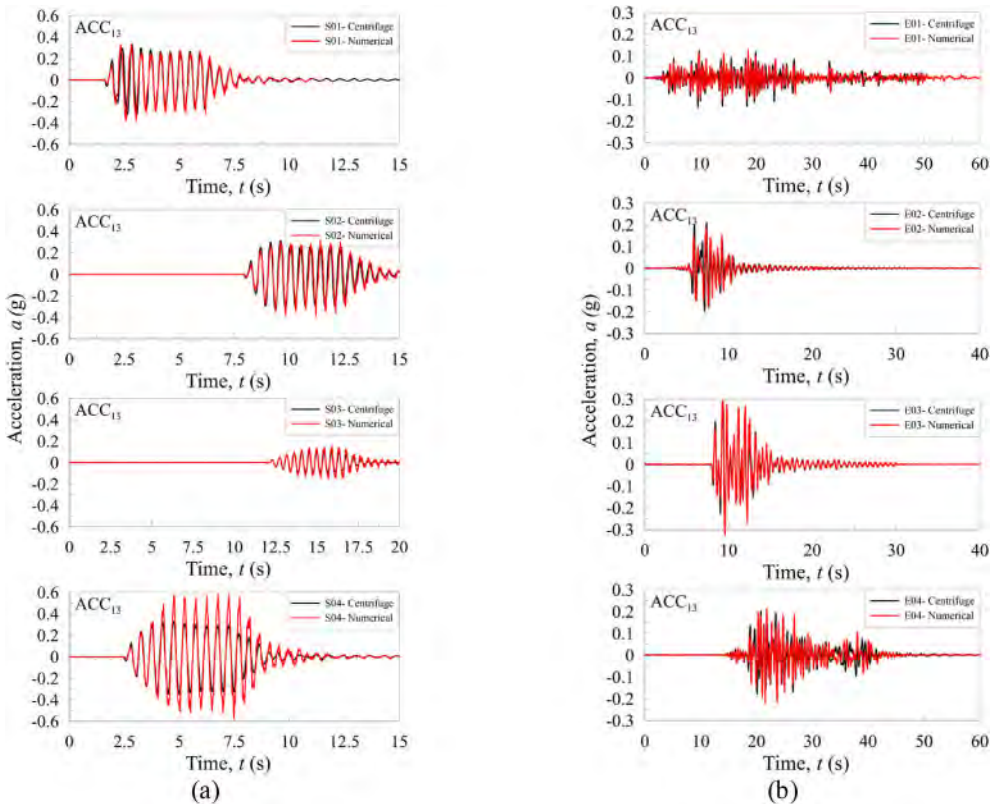 ACC13
S01- Centrifuge
S01- Numerical
0.6
0.4
0.2
0
-0.2
-0.4
-0.6
0 2.5 5 7.5 10 12.5 15
Time, t (s)
ACC13
S02- Centrifuge
S02- Numerical
0.6
0.4
0.2
0
-0.2
-0.4
-0.6
0 2.5 5 7.5 10 12.5 15
Time, t (s)
ACC13
S03- Centrifuge
S03- Numerical
0.6
0.4
0.2
0
-0.2
-0.4
-0.6
0 2.5 5 7.5 10 12.5 15 17.5 20
Time, t (s)
ACC13
S04- Centrifuge
S04- Numerical
0.6
0.4
0.2
0
-0.2
-0.4
-0.6
0 2.5 5 7.5 10 12.5 15
Time, t (s)
Acceleration, a (g)
(a)
ACC13
E01- Centrifuge
E01- Numerical
0.3
0.2
0.1
0
-0.1
-0.2
-0.3
0 10 20 30 40 50 60
Time, t (s)
ACC13
E02- Centrifuge
E02- Numerical
0.3
0.2
0.1
0
-0.1
-0.2
-0.3
0 10 20 30 40
Time, t (s)
ACC13
E03- Centrifuge
E03- Numerical
0.3
0.2
0.1
0
-0.1
-0.2
-0.3
0 10 20 30 40
Time, t (s)
ACC13
E04- Centrifuge
E04- Numerical
0.3
0.2
0.1
0
-0.1
-0.2
-0.3
0 10 20 30 40 50 60
Time, t (s)
Acceleration, a (g)
(b)